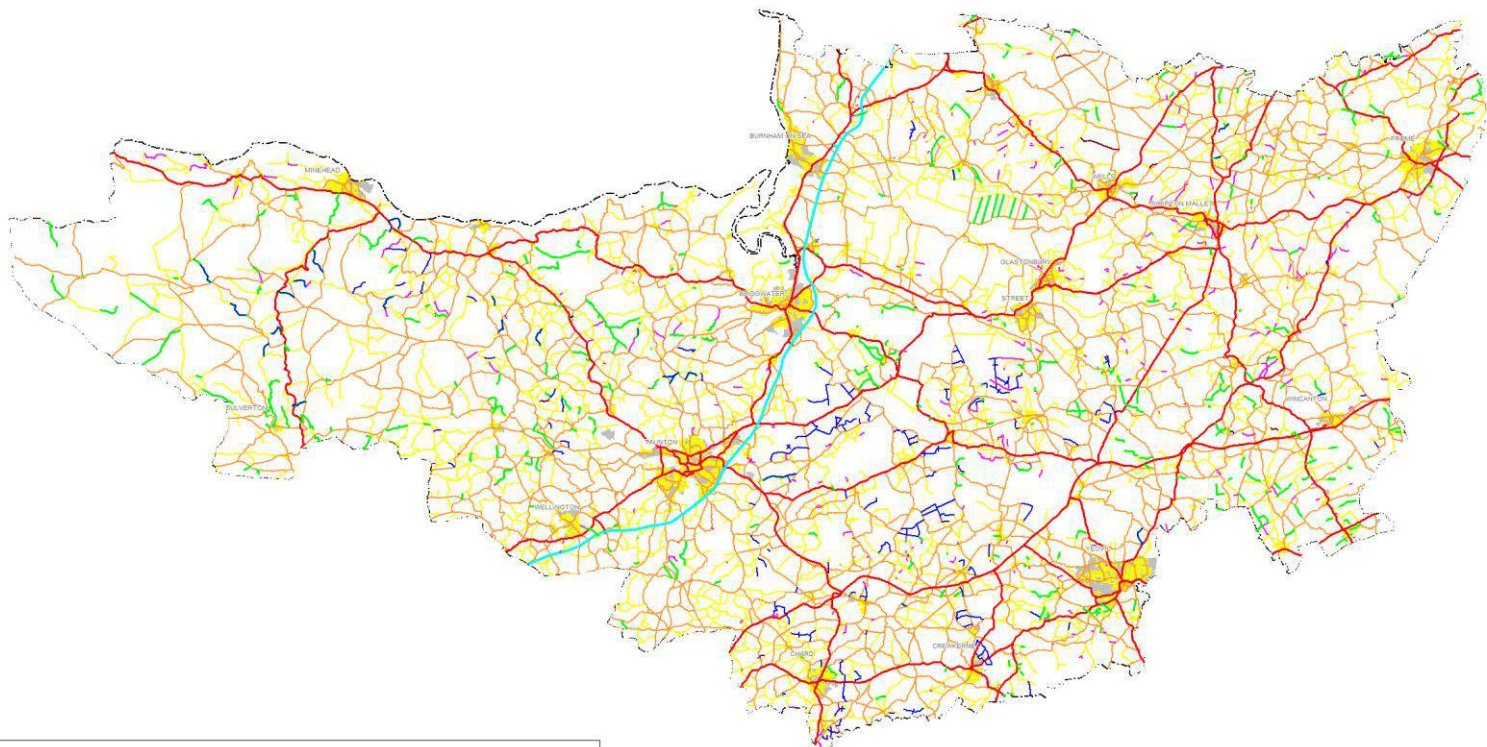 BURNHAM ON SEA
FROME
MINEHEAD
WELLS
SHEPTON MALLET
GLASTONBURY
BRIDGWATER
STREET
DULVERTON
WINCANTON
TAUNTON
WELLINGTON
YEOVIL
CHARD
CREWKERNE